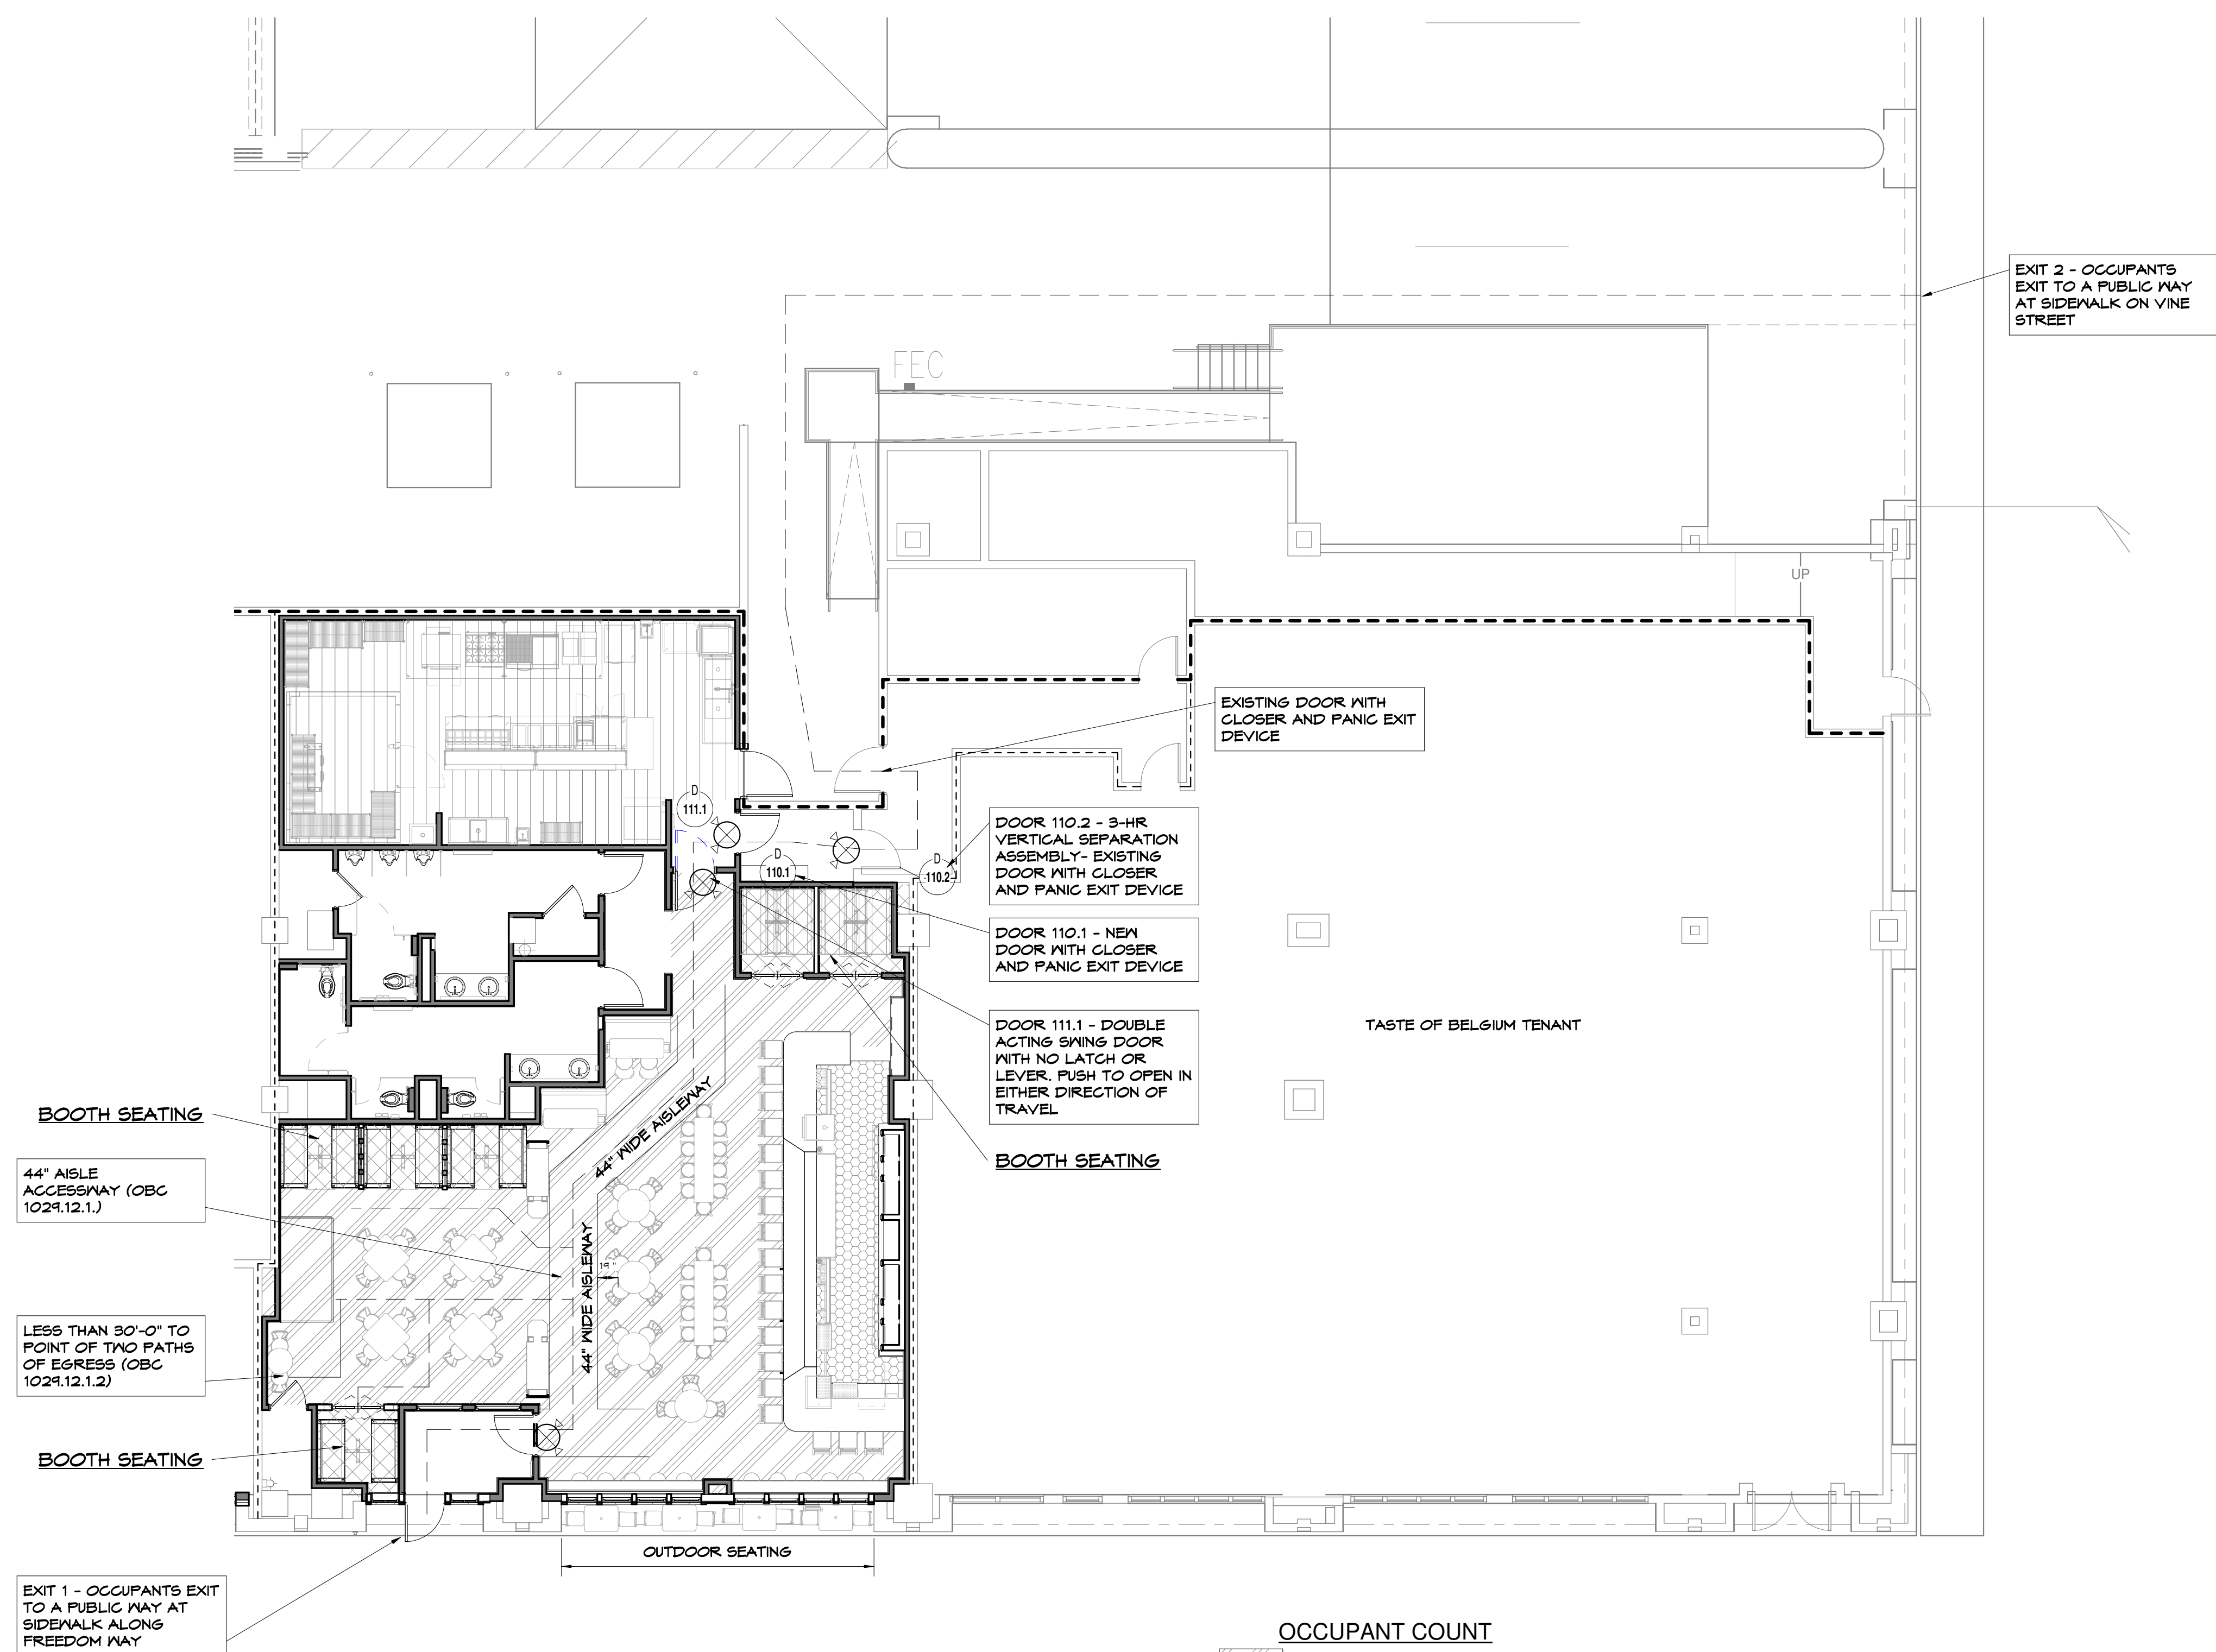 EXIT 2 - OCCUPANTS
EXIT TO A PUBLIC WAY
AT SIDEWALK ON VINE
STREET
FEC
UP
EXISTING DOOR WITH
CLOSER AND PANIC EXIT
DEVICE
D
111.1
D
110.1
D
110.2
DOOR 110.2 - 3-HR
VERTICAL SEPARATION
ASSEMBLY- EXISTING
DOOR WITH CLOSER
AND PANIC EXIT DEVICE
DOOR 110.1 - NEW
DOOR WITH CLOSER
AND PANIC EXIT DEVICE
DOOR 111.1 - DOUBLE
ACTING SWING DOOR
WITH NO LATCH OR
LEVER. PUSH TO OPEN IN
EITHER DIRECTION OF
TRAVEL
TASTE OF BELGIUM TENANT
BOOTH SEATING
BOOTH SEATING
44" AISLE
ACCESSWAY (OBC
1029.12.1.)
44" WIDE AISLEWAY
44" WIDE AISLEWAY
19 "
LESS THAN 30'-0" TO
POINT OF TWO PATHS
OF EGRESS (OBC
1029.12.1.2)
BOOTH SEATING
OUTDOOR SEATING
EXIT 1 - OCCUPANTS EXIT
TO A PUBLIC WAY AT
SIDEWALK ALONG
FREEDOM WAY
OCCUPANT COUNT